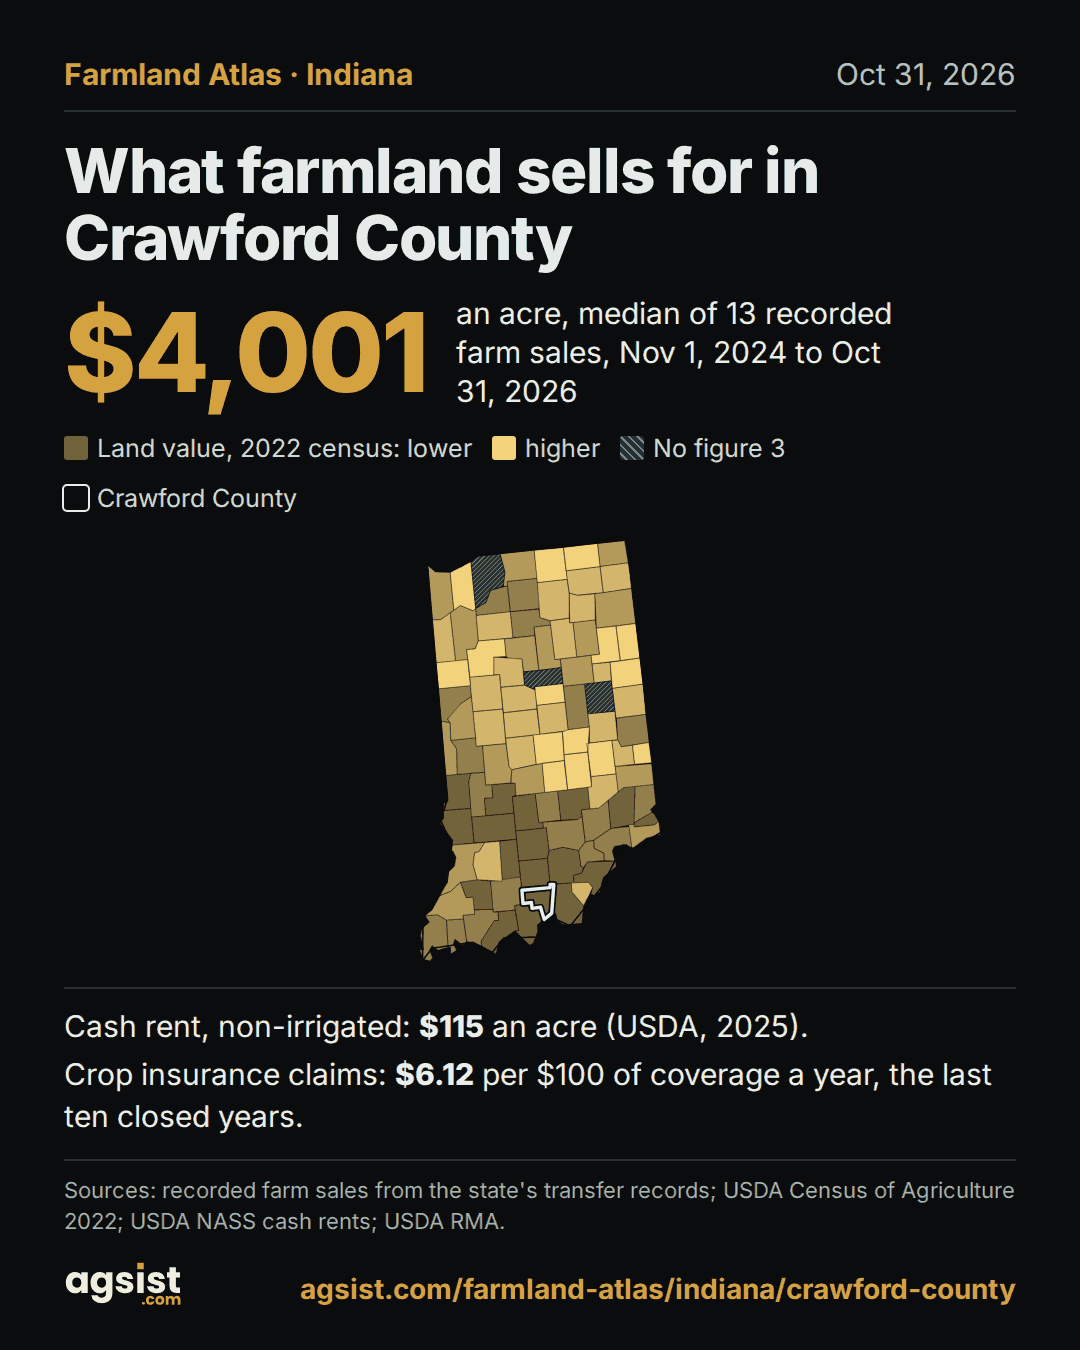 Farmland Atlas · Indiana
Oct 31, 2026
What farmland sells for in
Crawford County
$4,001
an acre, median of 13 recorded
farm sales, Nov 1, 2024 to Oct
31, 2026
Land value, 2022 census: lower
higher
No figure 3
Crawford County
Cash rent, non-irrigated: $115 an acre (USDA, 2025).
Crop insurance claims: $6.12 per $100 of coverage a year, the last
ten closed years.
Sources: recorded farm sales from the state's transfer records; USDA Census of Agriculture
2022; USDA NASS cash rents; USDA RMA.
agsist
.com
agsist.com/farmland-atlas/indiana/crawford-county